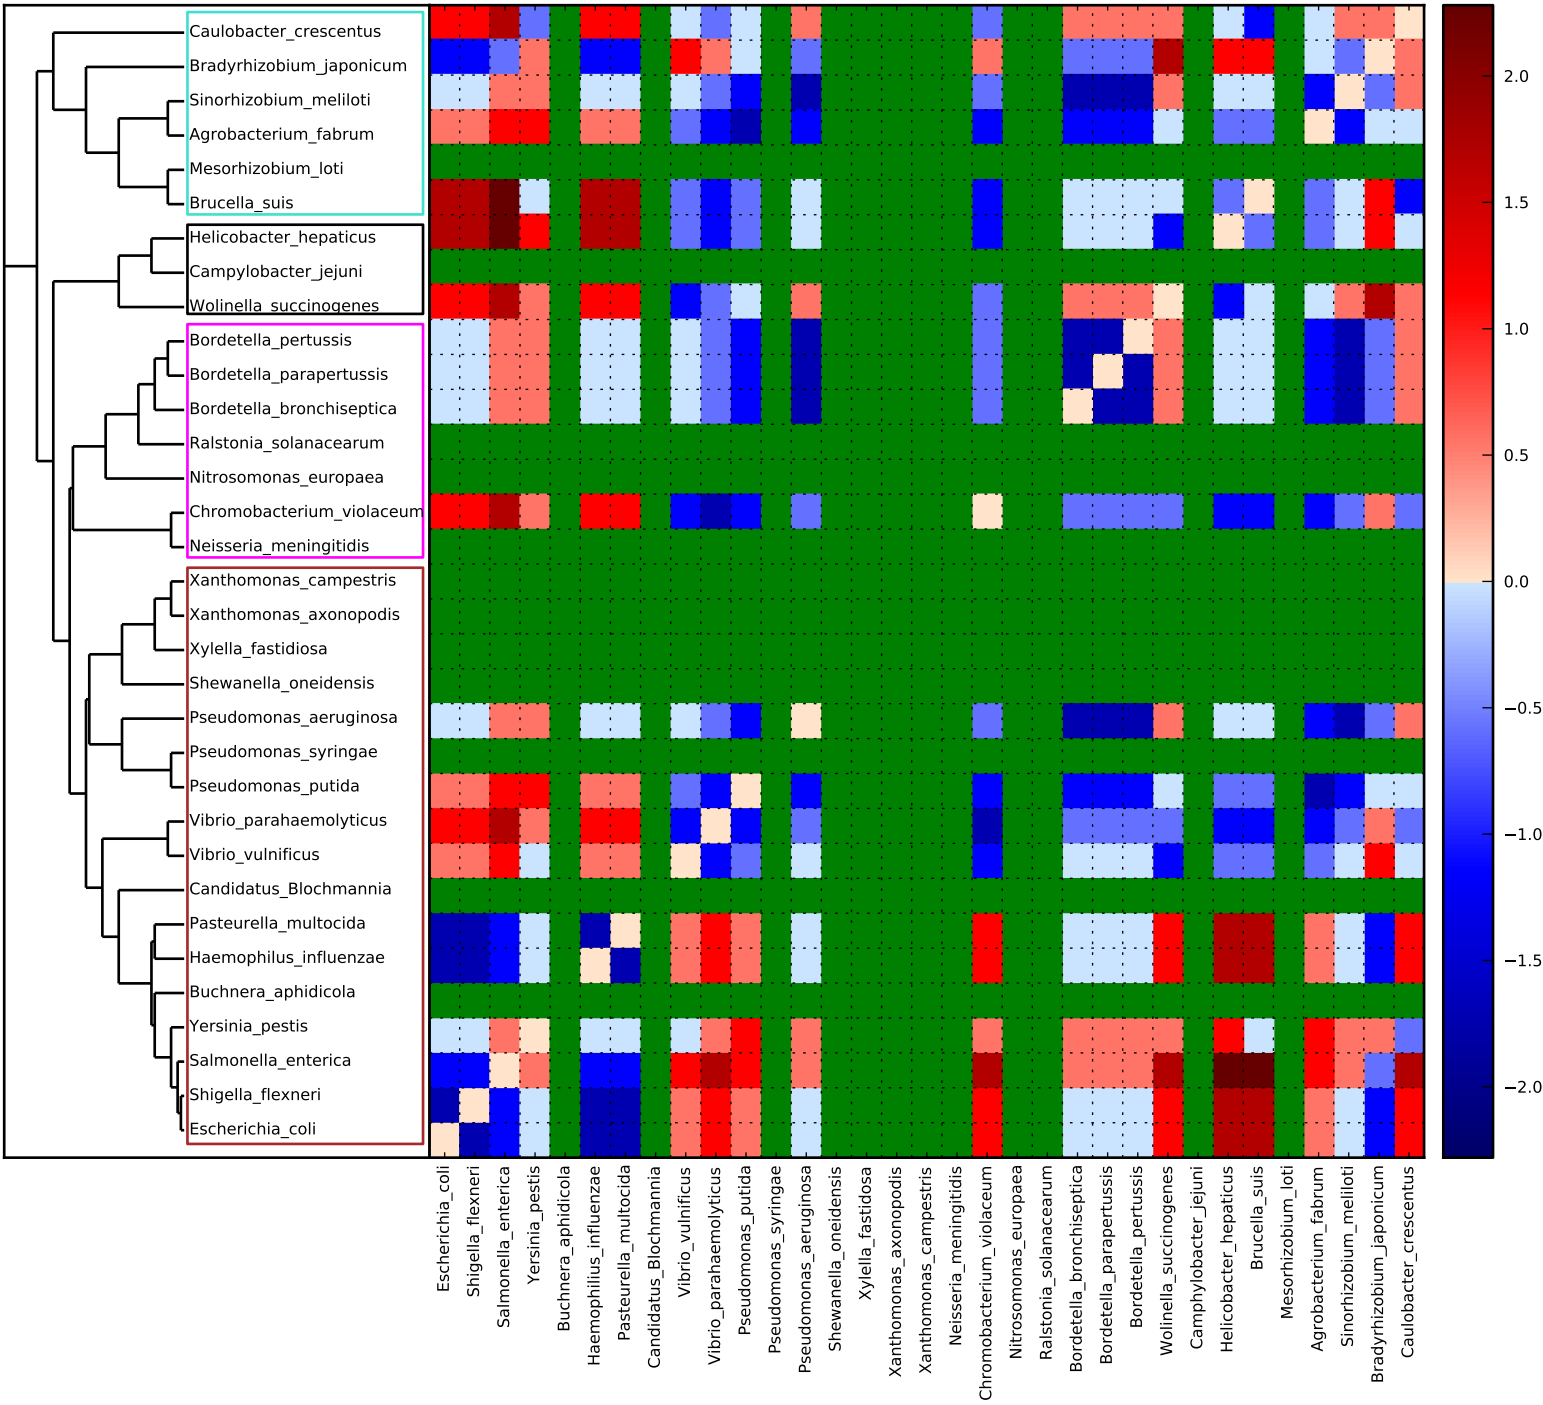 Caulobacter_crescentus
Bradyrhizobium_japonicum
Sinorhizobium_meliloti
Agrobacterium_fabrum
Mesorhizobium_loti
Brucella_suis
Helicobacter_hepaticus
Campylobacter_jejuni
Wolinella_succinogenes
Bordetella_pertussis
Bordetella_parapertussis
Bordetella_bronchiseptica
Ralstonia_solanacearum
Nitrosomonas_europaea
Chromobacterium_violaceum
Neisseria_meningitidis
Xanthomonas_campestris
Xanthomonas_axonopodis
Xylella_fastidiosa
Shewanella_oneidensis
Pseudomonas_aeruginosa
Pseudomonas_syringae
Pseudomonas_putida
Vibrio_parahaemolyticus
Vibrio_vulnificus
Candidatus_Blochmannia
Pasteurella_multocida
Haemophilus_influenzae
Buchnera_aphidicola
Yersinia_pestis
Salmonella_enterica
Shigella_flexneri
Escherichia_coli
Escherichia_coli
Shigella_flexneri
Salmonella_enterica
Yersinia_pestis
Buchnera_aphidicola
Haemophilius_influenzae
Pasteurella_multocida
Candidatus_Blochmannia
Vibrio_vulnificus
Vibrio_parahaemolyticus
Pseudomonas_putida
Pseudomonas_syringae
Pseudomonas_aeruginosa
Shewanella_oneidensis
Xylella_fastidosa
Xanthomonas_axonopodis
Xanthomonas_campestris
Neisseria_meningitidis
Chromobacterium_violaceum
Nitrosomonas_europaea
Ralstonia_solanacearum
Bordetella_bronchiseptica
Bordetella_parapertussis
Bordetella_pertussis
Wolinella_succinogenes
Camphylobacter_jejuni
Helicobacter_hepaticus
Brucella_suis
Mesorhizobium_loti
Agrobacterium_fabrum
Sinorhizobium_meliloti
Bradyrhizobium_japonicum
Caulobacter_crescentus
2.0
1.5
1.0
0.5
0.0
−0.5
−1.0
−1.5
−2.0